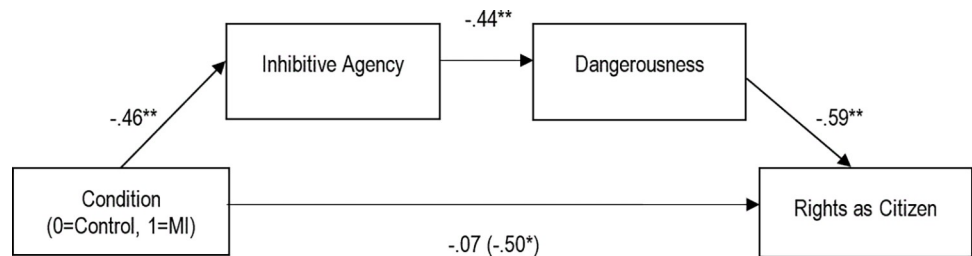 -.44**
Inhibitive Agency
Dangerousness
-.46**
-.59**
Condition
(0=Control, 1=MI)
Rights as Citizen
-.07 (-.50*)